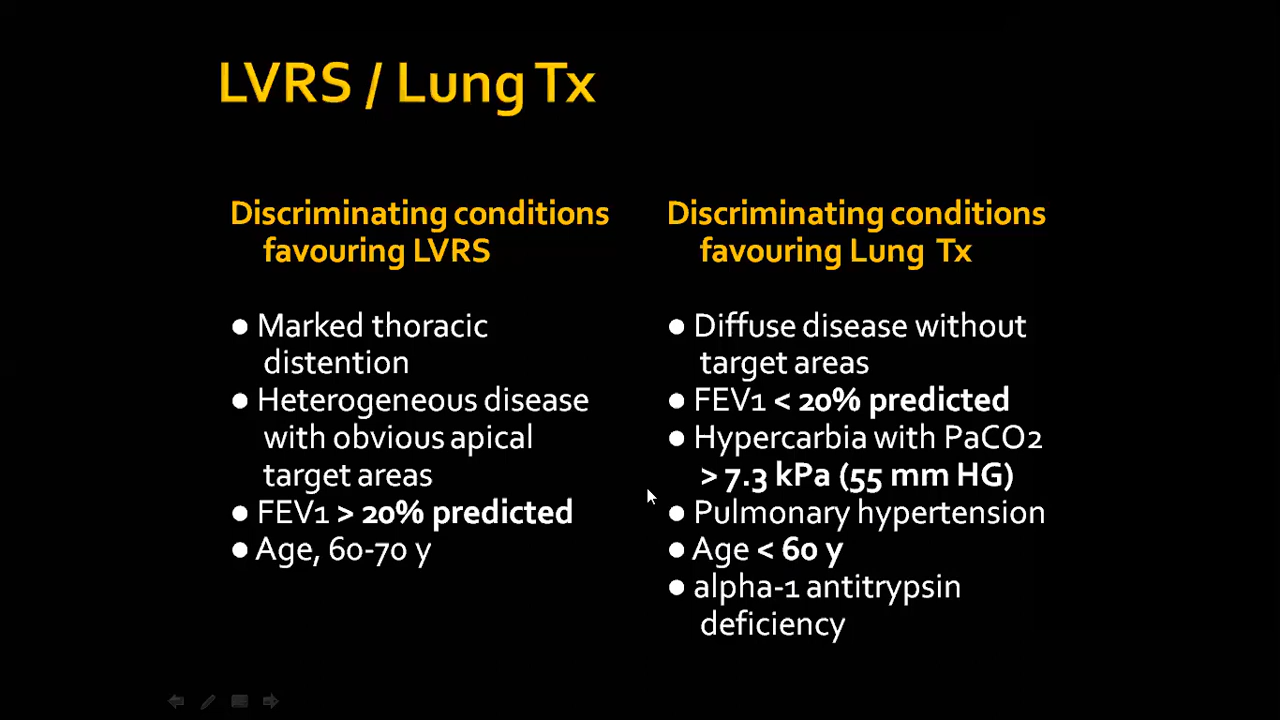 LVRS / Lung Tx
Discriminating conditions
favouring LVRS
● Marked thoracic
distention
● Heterogeneous disease
with obvious apical
target areas
● FEV1 > 20% predicted
● Age, 60-70 y
Discriminating conditions
favouring Lung Tx
● Diffuse disease without
target areas
● FEV1 < 20% predicted
● Hypercarbia with PaCO2
> 7.3 kPa (55 mm HG)
● Pulmonary hypertension
● Age < 60 y
● alpha-1 antitrypsin
deficiency